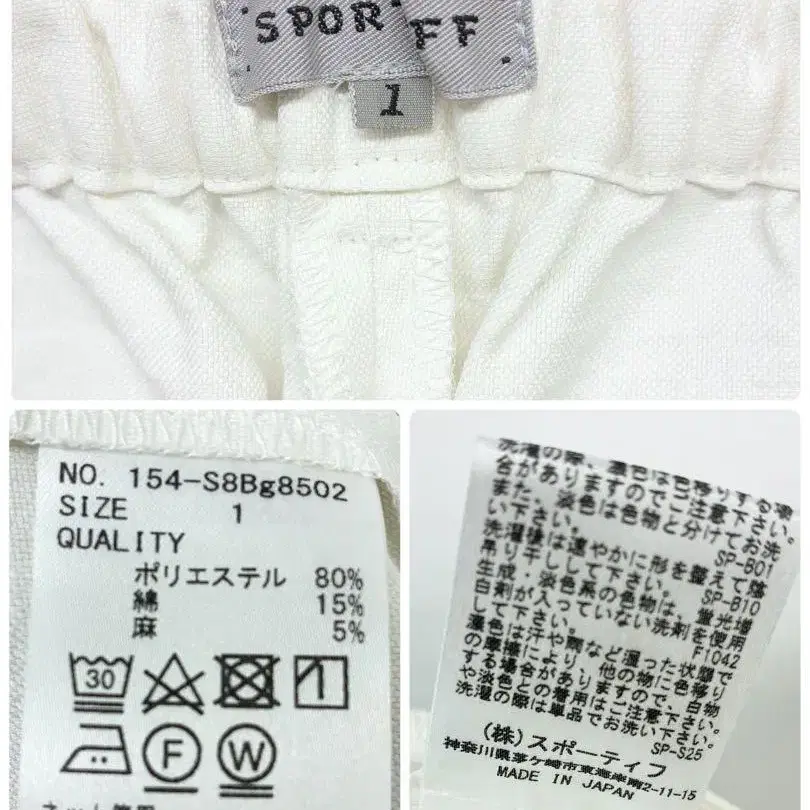 SPOR FF
1
NO. 154-S8Bg8502
SIZE 1
QUALITY
ポリエステル 80%
綿 15%
麻 5%
30
F W
ネット使用
洗濯の際、濃色は色移りする場
合がありますのでご注意下さい。
また、淡色は色物と分けてお洗
い下さい。 SP-B01
洗濯後は速やかに形を整えて陰
吊り干しして下さい。 SP-B10
生成・淡色系の色物は、蛍光増
白剤が入っていない洗剤を使用
して下さい。 F1042
濃色は汗や雨など湿った状態で
の摩擦により、他の物に色移り
する場合がありますので、白物
や淡色との着用はご注意下さい。
洗濯の際は単品でお洗い下さい。
SP-S25
(株)スポーティフ
神奈川県茅ケ崎市東海岸南2-11-15
MADE IN JAPAN